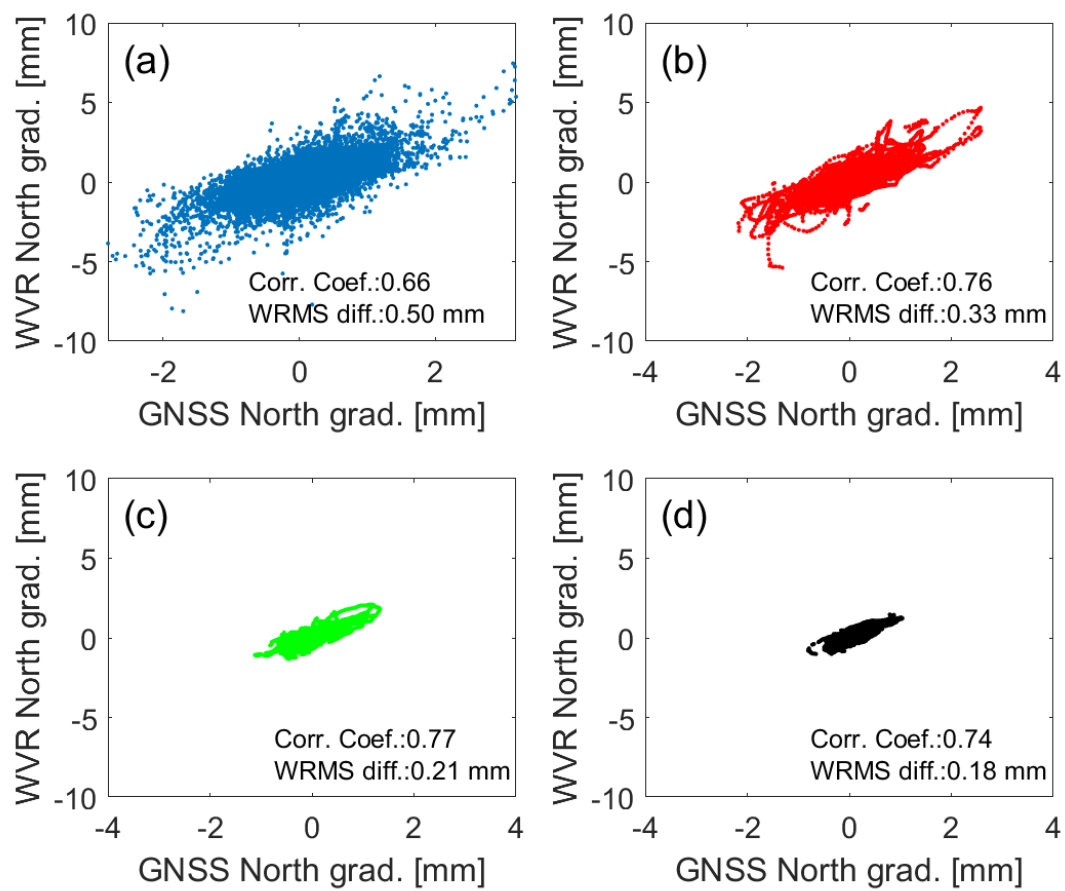 (a)
WVR North grad. [mm]
10
5
0
-5
-10
Corr. Coef.:0.66
WRMS diff.:0.50 mm
-2
0
2
GNSS North grad. [mm]
(b)
WVR North grad. [mm]
10
5
0
-5
-10
Corr. Coef.:0.76
WRMS diff.:0.33 mm
-4
-2
0
2
4
GNSS North grad. [mm]
(c)
WVR North grad. [mm]
10
5
0
-5
-10
Corr. Coef.:0.77
WRMS diff.:0.21 mm
-4
-2
0
2
4
GNSS North grad. [mm]
(d)
WVR North grad. [mm]
10
5
0
-5
-10
Corr. Coef.:0.74
WRMS diff.:0.18 mm
-4
-2
0
2
4
GNSS North grad. [mm]